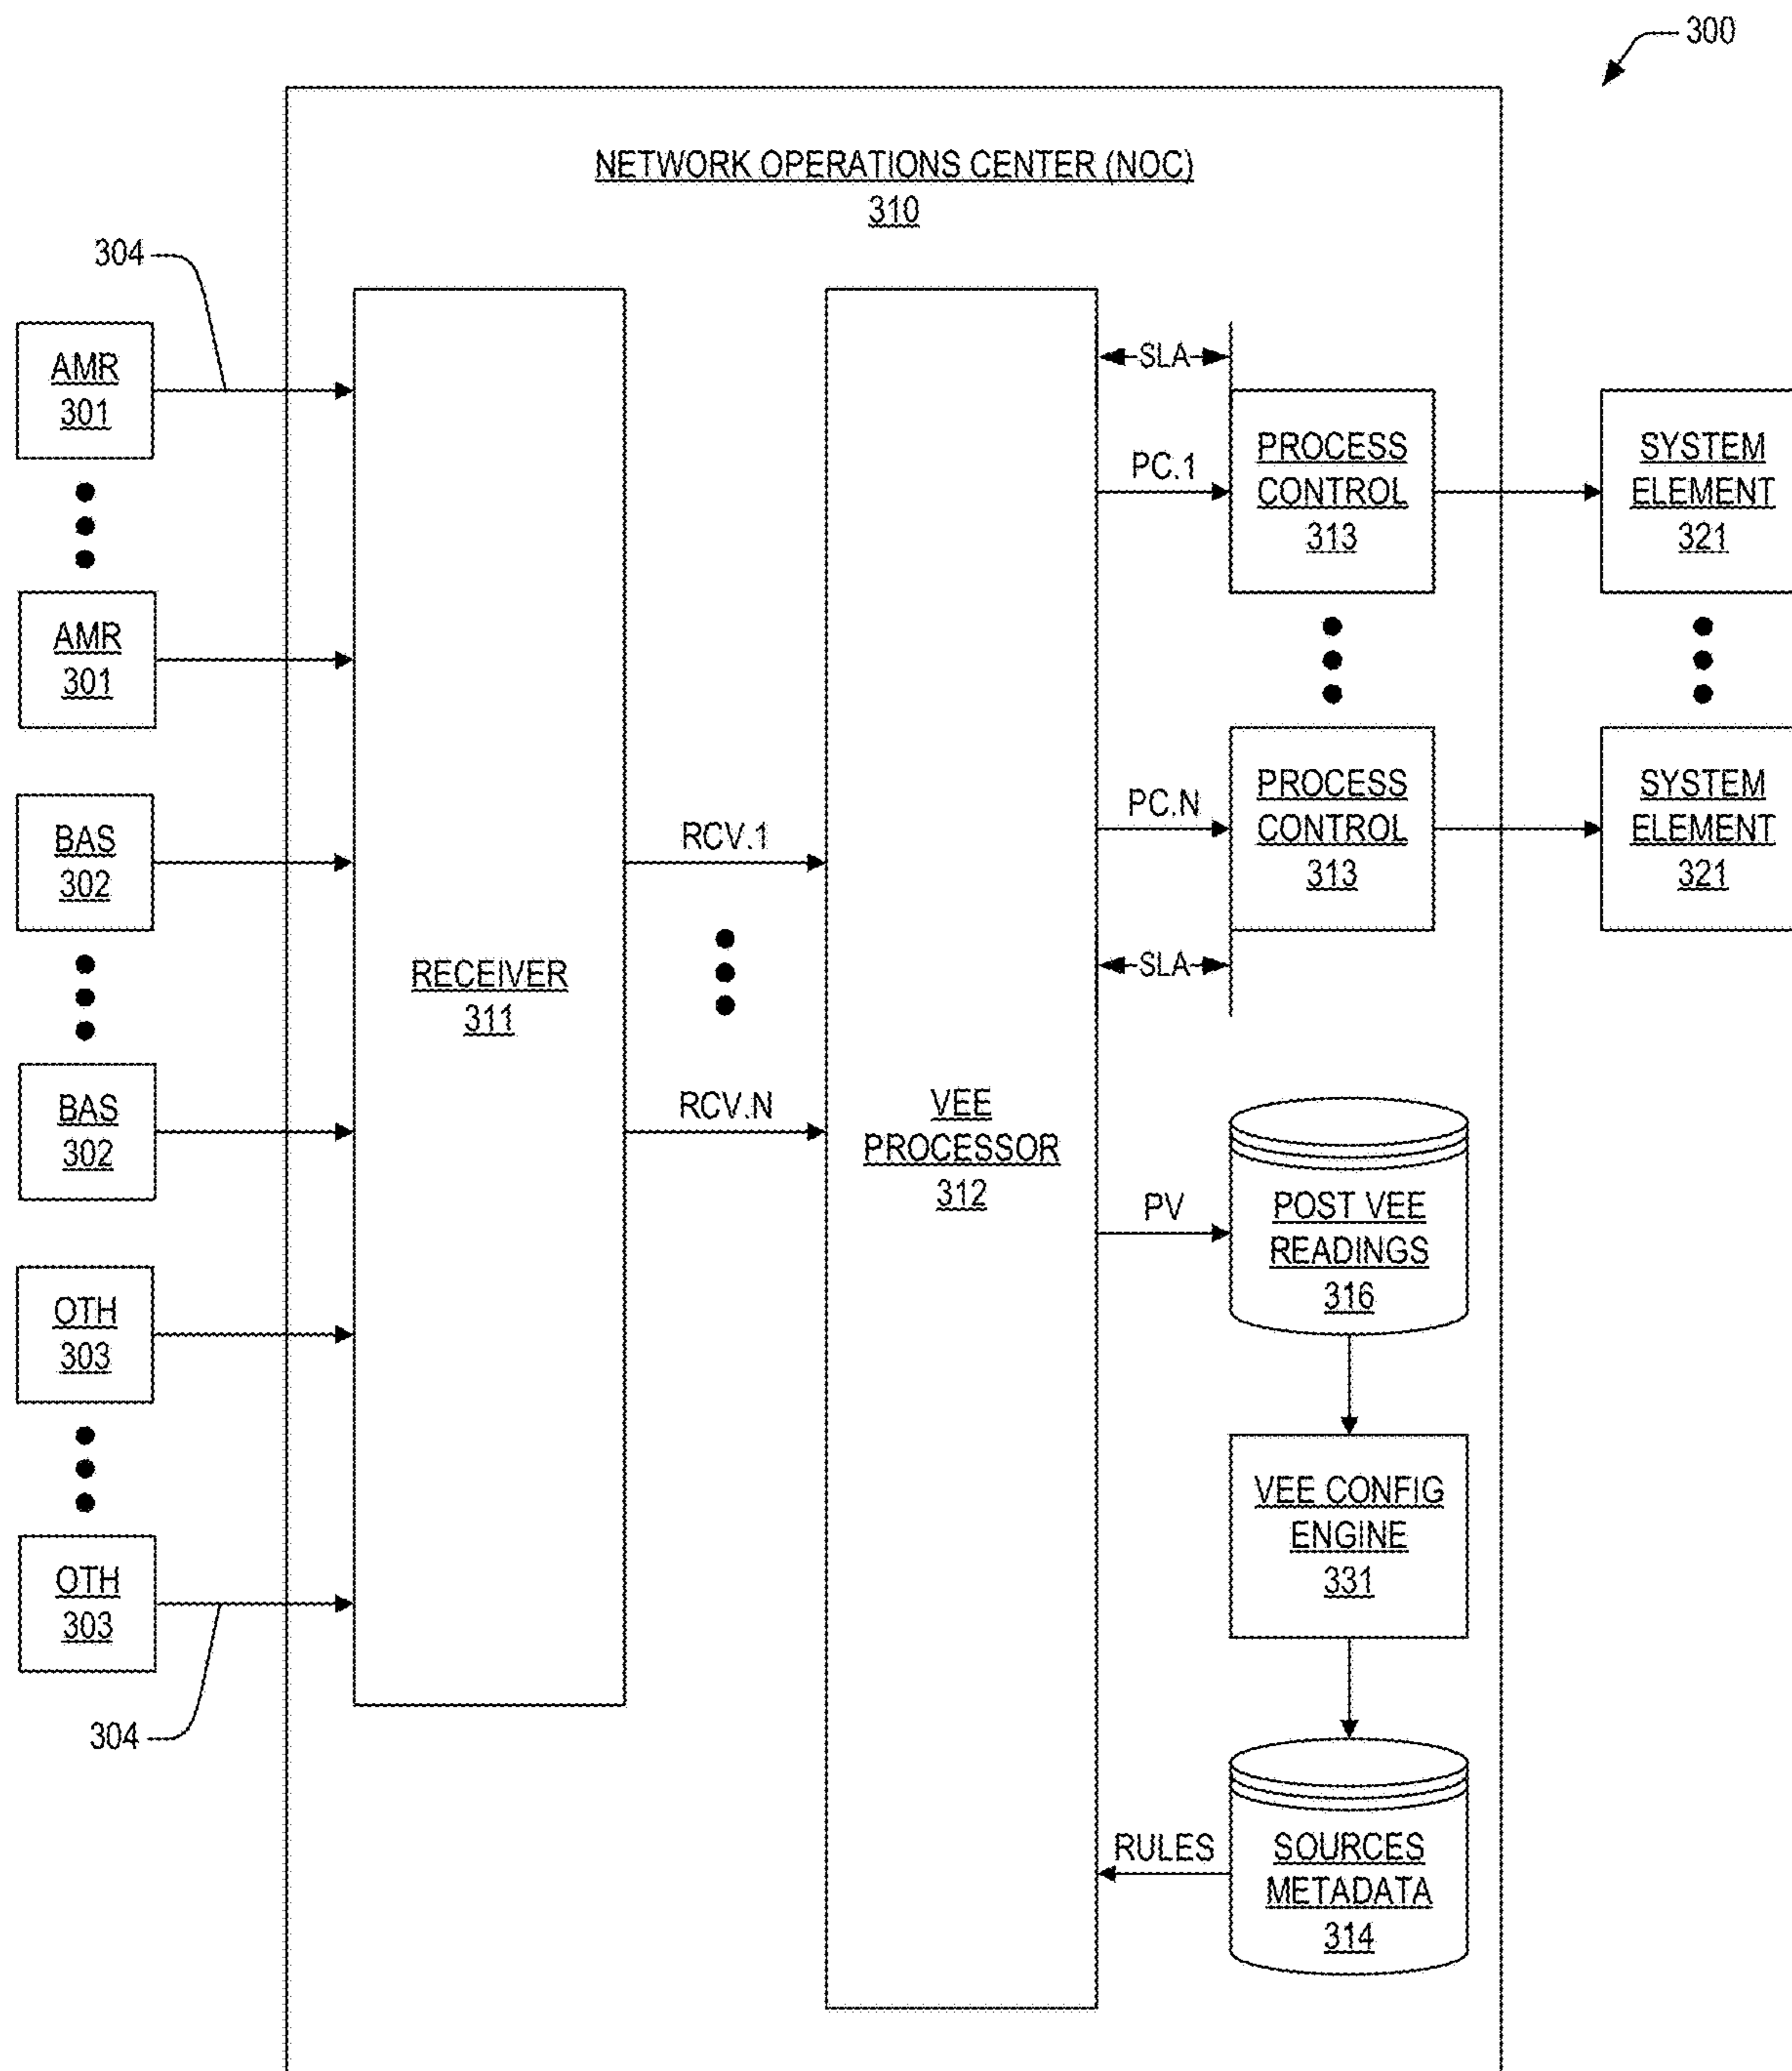 300
NETWORK OPERATIONS CENTER (NOC)
310
304
AMR
301
AMR
301
BAS
302
BAS
302
OTH
303
OTH
303
304
RECEIVER
311
RCV.1
RCV.N
VEE
PROCESSOR
312
SLA
PC.1
PROCESS
CONTROL
313
SYSTEM
ELEMENT
321
PC.N
PROCESS
CONTROL
313
SYSTEM
ELEMENT
321
SLA
PV
POST VEE
READINGS
316
VEE CONFIG
ENGINE
331
RULES
SOURCES
METADATA
314